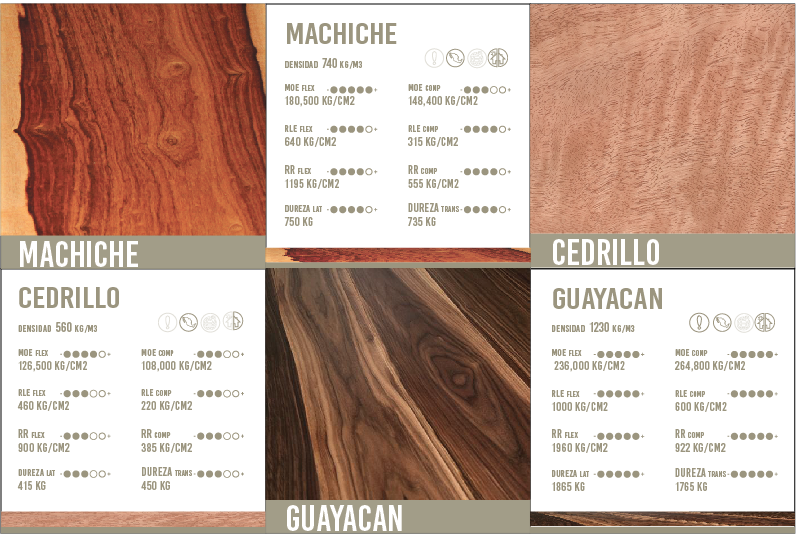 MACHICHE
MACHICHE
DENSIDAD 740 KG/M3
MOE FLEX - +
180,500 KG/CM2
MOE COMP - +
148,400 KG/CM2
RLE FLEX - +
640 KG/CM2
RLE COMP - +
315 KG/CM2
RR FLEX - +
1195 KG/CM2
RR COMP - +
555 KG/CM2
DUREZA LAT - +
750 KG
DUREZA TRANS - +
735 KG
CEDRILLO
CEDRILLO
DENSIDAD 560 KG/M3
MOE FLEX - +
126,500 KG/CM2
MOE COMP - +
108,000 KG/CM2
RLE FLEX - +
460 KG/CM2
RLE COMP - +
220 KG/CM2
RR FLEX - +
900 KG/CM2
RR COMP - +
385 KG/CM2
DUREZA LAT - +
415 KG
DUREZA TRANS - +
450 KG
GUAYACAN
GUAYACAN
DENSIDAD 1230 KG/M3
MOE FLEX - +
236,000 KG/CM2
MOE COMP - +
264,800 KG/CM2
RLE FLEX - +
1000 KG/CM2
RLE COMP - +
600 KG/CM2
RR FLEX - +
1960 KG/CM2
RR COMP - +
922 KG/CM2
DUREZA LAT - +
1865 KG
DUREZA TRANS - +
1765 KG